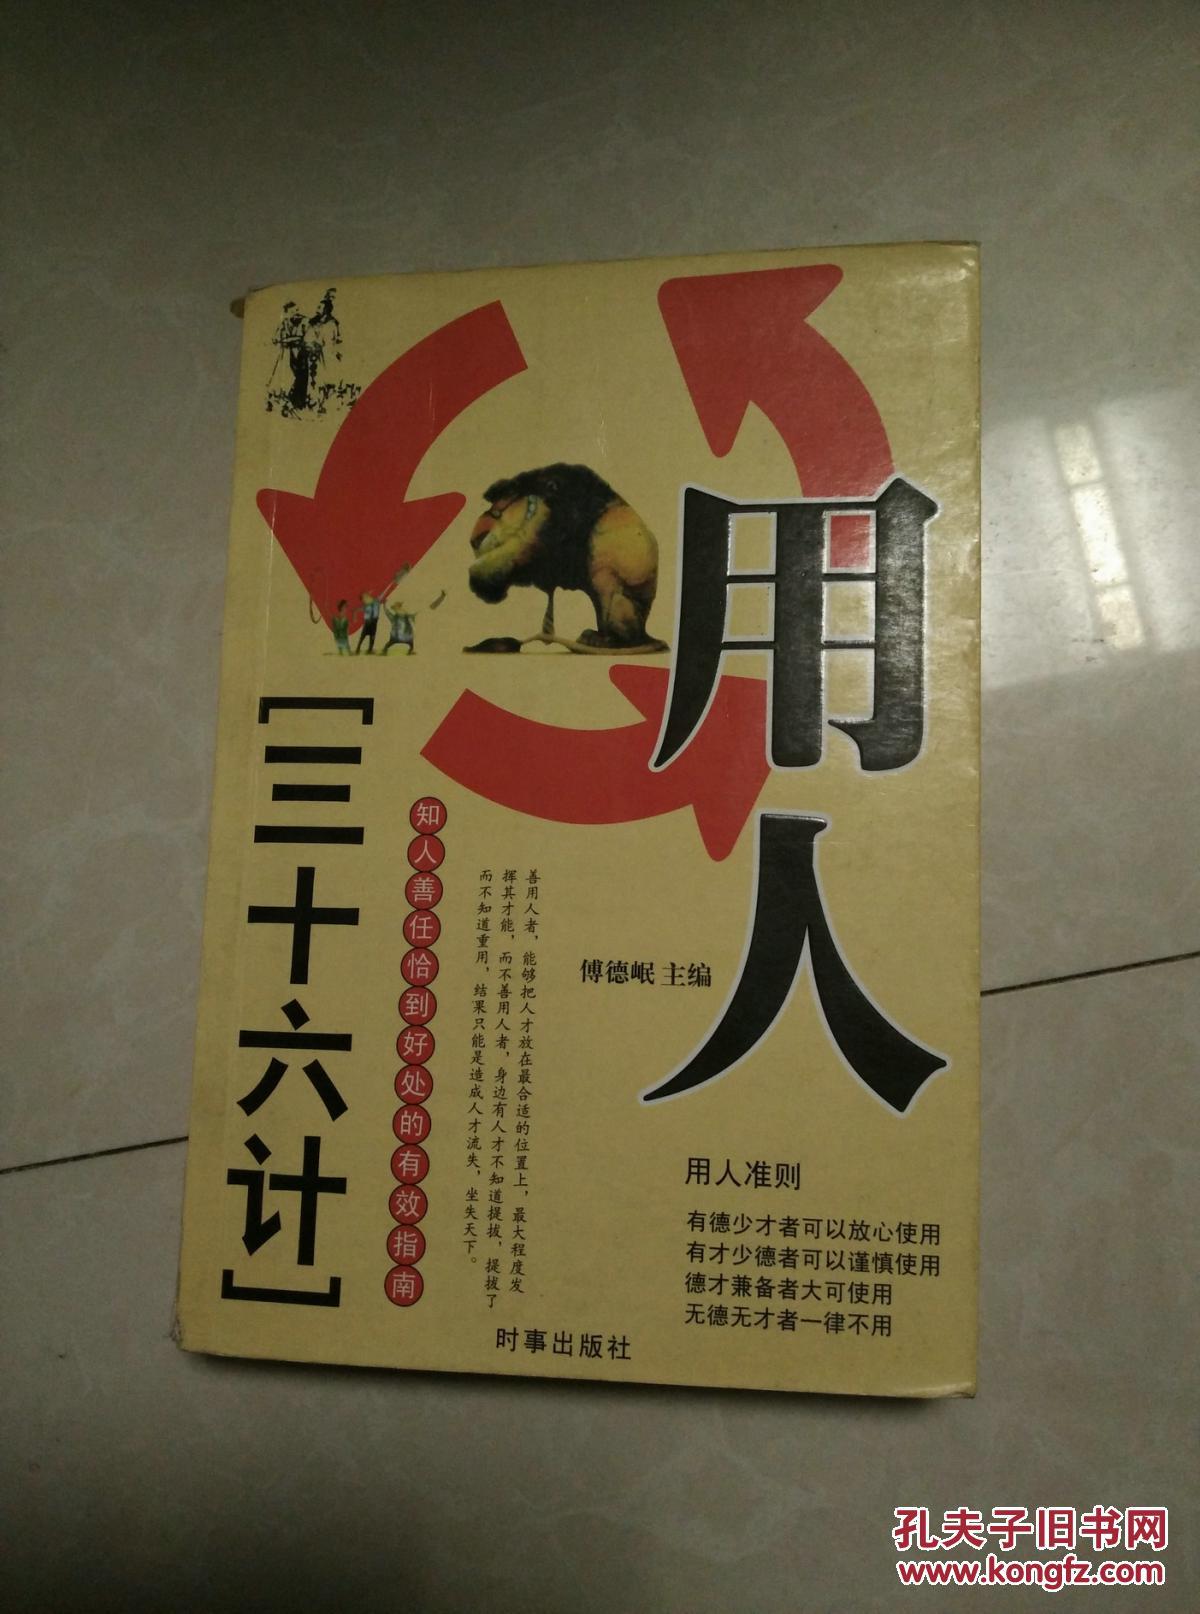 用人
[三十六计]
知人善任恰到好处的有效指南
善用人者，能够把人才放在最合适的位置上，最大程度发
挥其才能，而不善用人者，身边有人才不知道提拔，提拔了
而不知道重用，结果只能是造成人才流失，坐失天下。
傅德岷 主编
用人准则
有德少才者可以放心使用
有才少德者可以谨慎使用
德才兼备者大可使用
无德无才者一律不用
时事出版社
孔夫子旧书网
www.kongfz.com